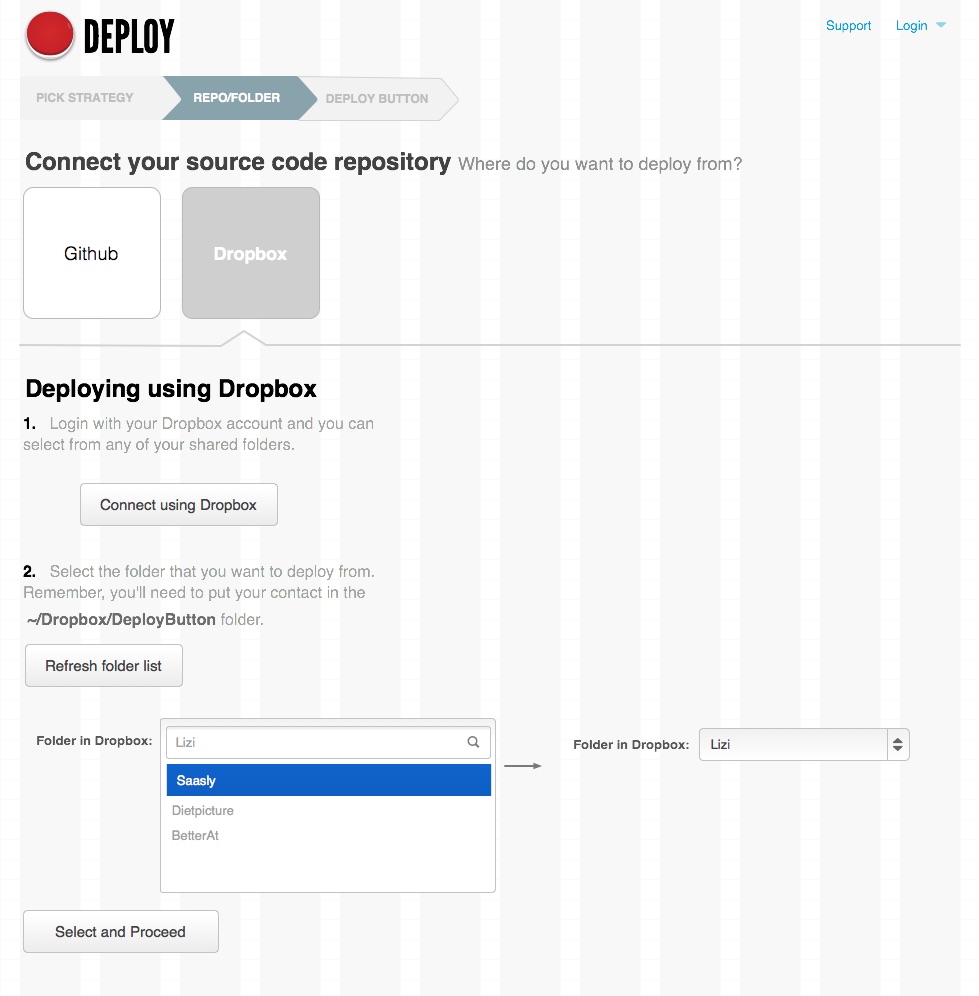 DEPLOY
Support Login
PICK STRATEGY REPO/FOLDER DEPLOY BUTTON
Connect your source code repository Where do you want to deploy from?
Github Dropbox
Deploying using Dropbox
1. Login with your Dropbox account and you can
select from any of your shared folders.
Connect using Dropbox
2. Select the folder that you want to deploy from.
Remember, you'll need to put your contact in the
~/Dropbox/DeployButton folder.
Refresh folder list
Folder in Dropbox: Lizi
Saasly
Dietpicture
BetterAt
Folder in Dropbox: Lizi
Select and Proceed